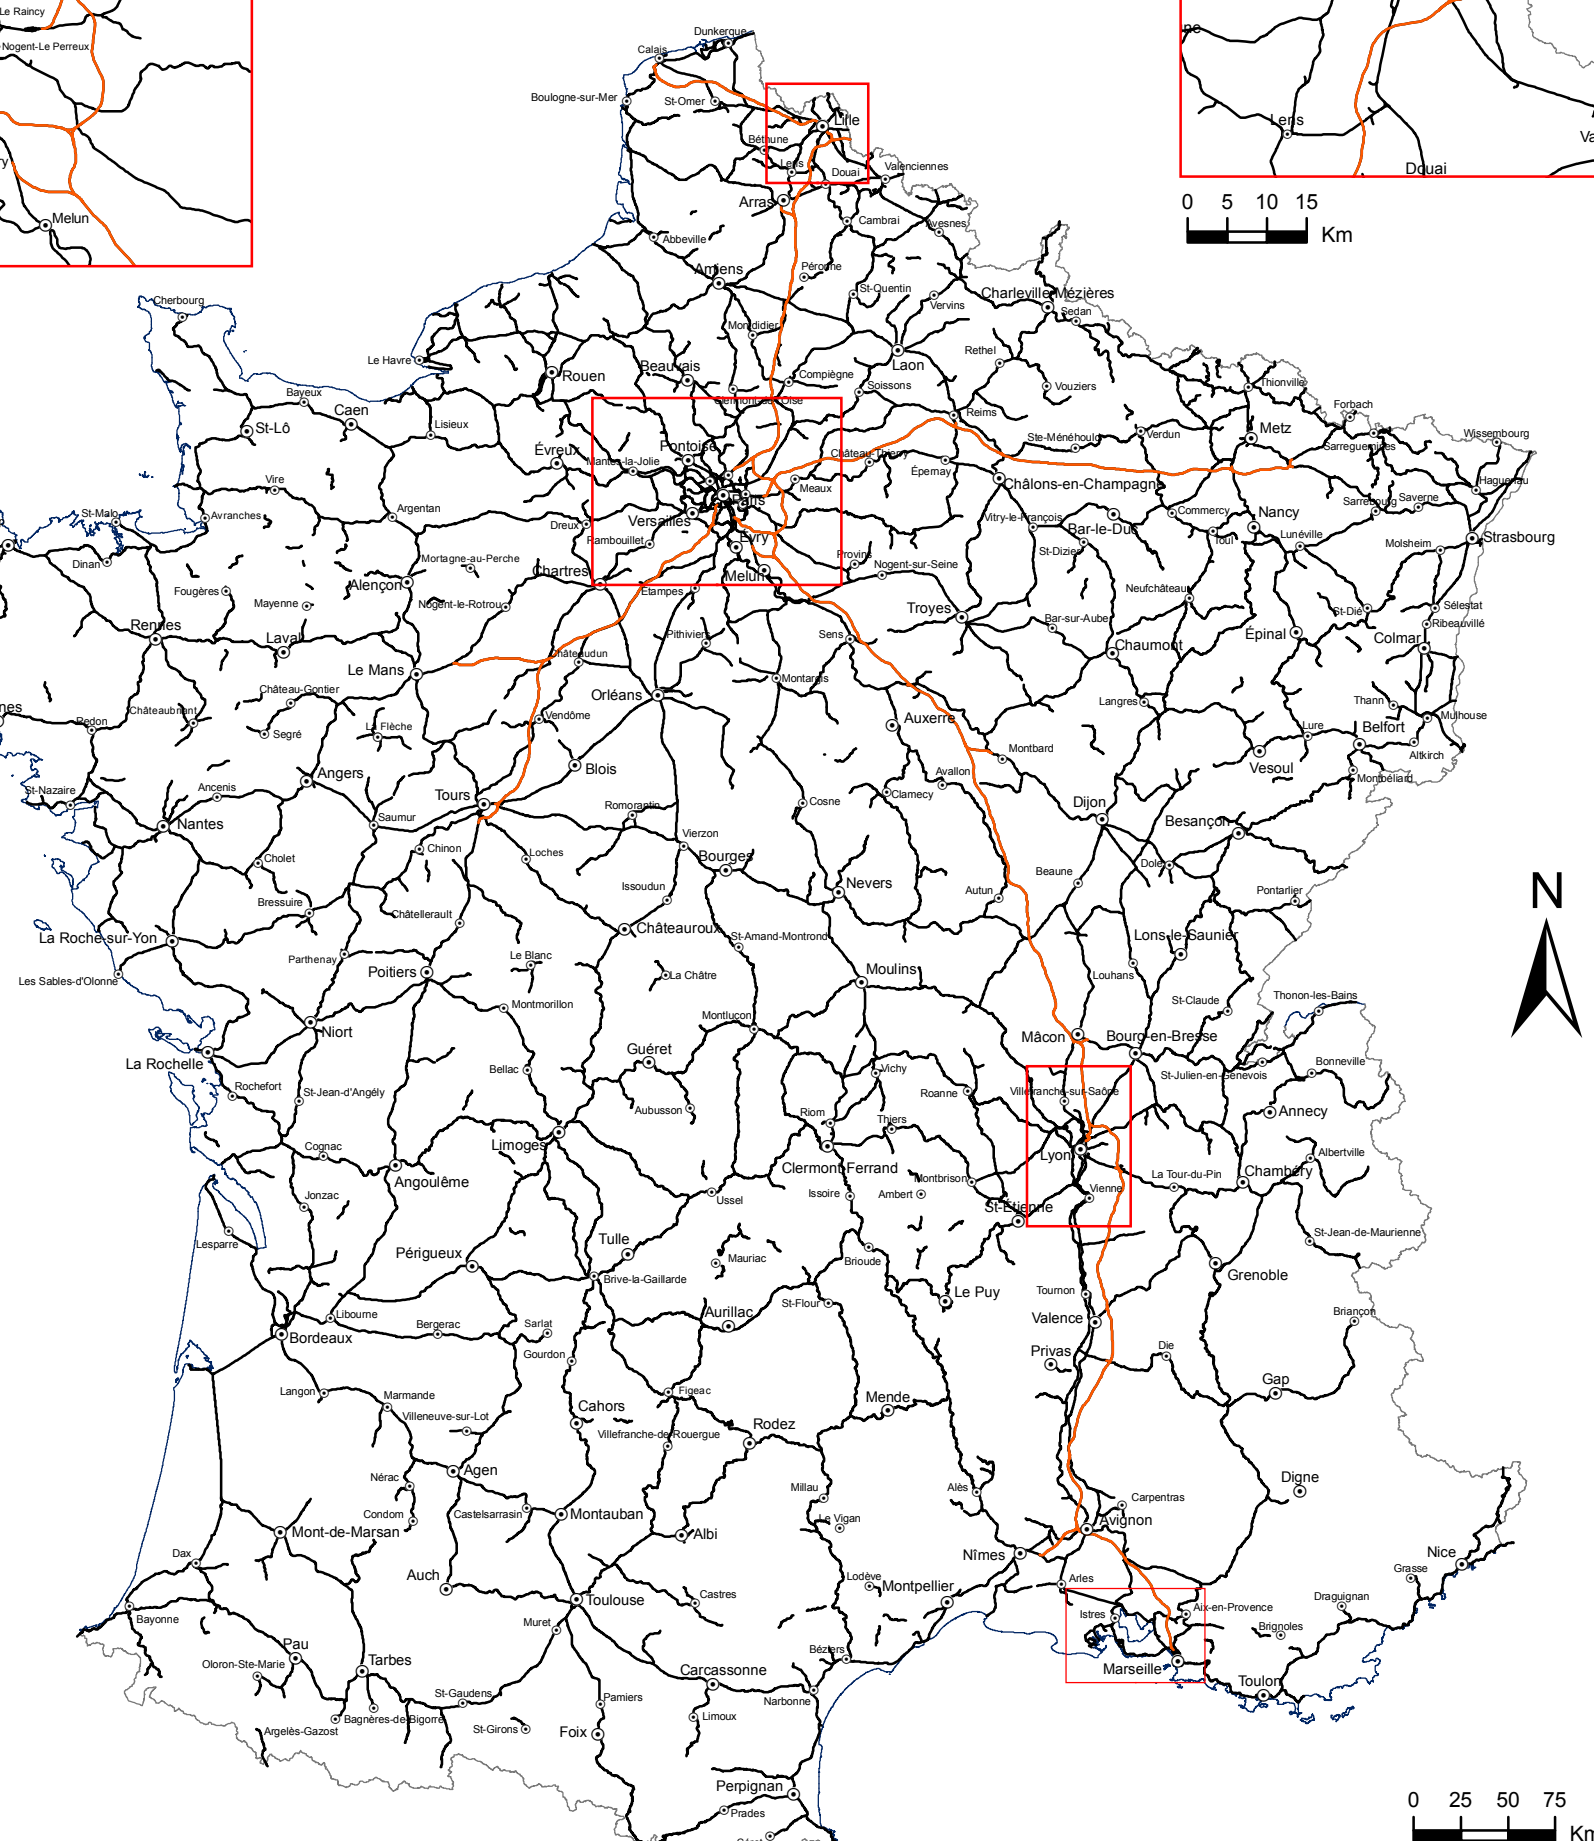 Le Raincy
Nogent-Le Perreux
ry
Melun
ne
Lens
Va
Douai
0 5 10 15
Km
Dunkerque
Calais
Boulogne-sur-Mer
St-Omer
Lille
Béthune
Lens
Douai
Valenciennes
Arras
Cambrai
Avesnes
Abbeville
Amiens
Péronne
St-Quentin
Vervins
Charleville-Mézières
Sedan
Cherbourg
Montdidier
Le Havre
Rouen
Beauvais
Laon
Rethel
Compiègne
Soissons
Vouziers
Thionville
Clermont-de-l'Oise
Forbach
Bayeux
Caen
Lisieux
Reims
St-Lô
Ste-Ménéhould
Verdun
Metz
Sarreguemines
Wissembourg
Évreux
Pontoise
Mantes-la-Jolie
Château-Thierry
Épernay
Vire
Meaux
Châlons-en-Champagne
Haguenau
Paris
Sarrebourg
Saverne
St-Malo
Avranches
Argentan
Dreux
Versailles
Vitry-le-François
Bar-le-Duc
Commercy
Nancy
Toul
Lunéville
Rambouillet
Évry
St-Dizier
Molsheim
Strasbourg
Dinan
Mortagne-au-Perche
Provins
Nogent-sur-Seine
Chartres
Melun
Alençon
Fougères
Étampes
Neufchâteau
Mayenne
Nogent-le-Rotrou
Troyes
St-Dié
Sélestat
Rennes
Pithiviers
Sens
Bar-sur-Aube
Ribeauvillé
Laval
Épinal
Colmar
Châteaudun
Chaumont
Le Mans
Montargis
Château-Gontier
Orléans
Langres
Thann
nes
Châteaubriant
Redon
Vendôme
Auxerre
Mulhouse
Segré
La Flèche
Lure
Belfort
Montbard
Altkirch
Blois
Vesoul
Angers
Avallon
Montbéliard
St-Nazaire
Ancenis
Tours
Clamecy
Cosne
Romorantin
Dijon
Saumur
Nantes
Besançon
Vierzon
Chinon
Loches
Bourges
Cholet
Dole
Beaune
N
Issoudun
Nevers
Autun
Pontarlier
Bressuire
Châtellerault
Châteauroux
La Roche-sur-Yon
St-Amand-Montrond
Lons-le-Saunier
Parthenay
Le Blanc
Poitiers
Moulins
Louhans
Les Sables-d'Olonne
La Châtre
Montmorillon
St-Claude
Thonon-les-Bains
Montluçon
Niort
Mâcon
Bourg-en-Bresse
La Rochelle
Guéret
Bonneville
Bellac
Vichy
St-Julien-en-Genevois
Rochefort
St-Jean-d'Angély
Roanne
Villefranche-sur-Saône
Aubusson
Riom
Thiers
Annecy
Cognac
Limoges
Lyon
Albertville
Clermont-Ferrand
Angoulême
Montbrison
La Tour-du-Pin
Chambéry
Jonzac
Ussel
Issoire
Ambert
Vienne
St-Étienne
St-Jean-de-Maurienne
Lesparre
Périgueux
Tulle
Mauriac
Brioude
Grenoble
Brive-la-Gaillarde
Le Puy
Tournon
St-Flour
Libourne
Aurillac
Valence
Briançon
Bordeaux
Bergerac
Sarlat
Gourdon
Privas
Die
Langon
Figeac
Gap
Marmande
Mende
Cahors
Villeneuve-sur-Lot
Rodez
Villefranche-de-Rouergue
Agen
Nérac
Digne
Millau
Alès
Carpentras
Condom
Castelsarrasin
Montauban
Le Vigan
Mont-de-Marsan
Avignon
Albi
Dax
Nîmes
Nice
Auch
Lodève
Montpellier
Arles
Grasse
Castres
Toulouse
Draguignan
Bayonne
Muret
Istres
Aix-en-Provence
Brignoles
Pau
Béziers
Oloron-Ste-Marie
Tarbes
Carcassonne
Marseille
Toulon
St-Gaudens
Pamiers
Narbonne
Argelès-Gazost
Bagnères-de-Bigorre
St-Girons
Foix
Limoux
Perpignan
Prades
0 25 50 75
Km